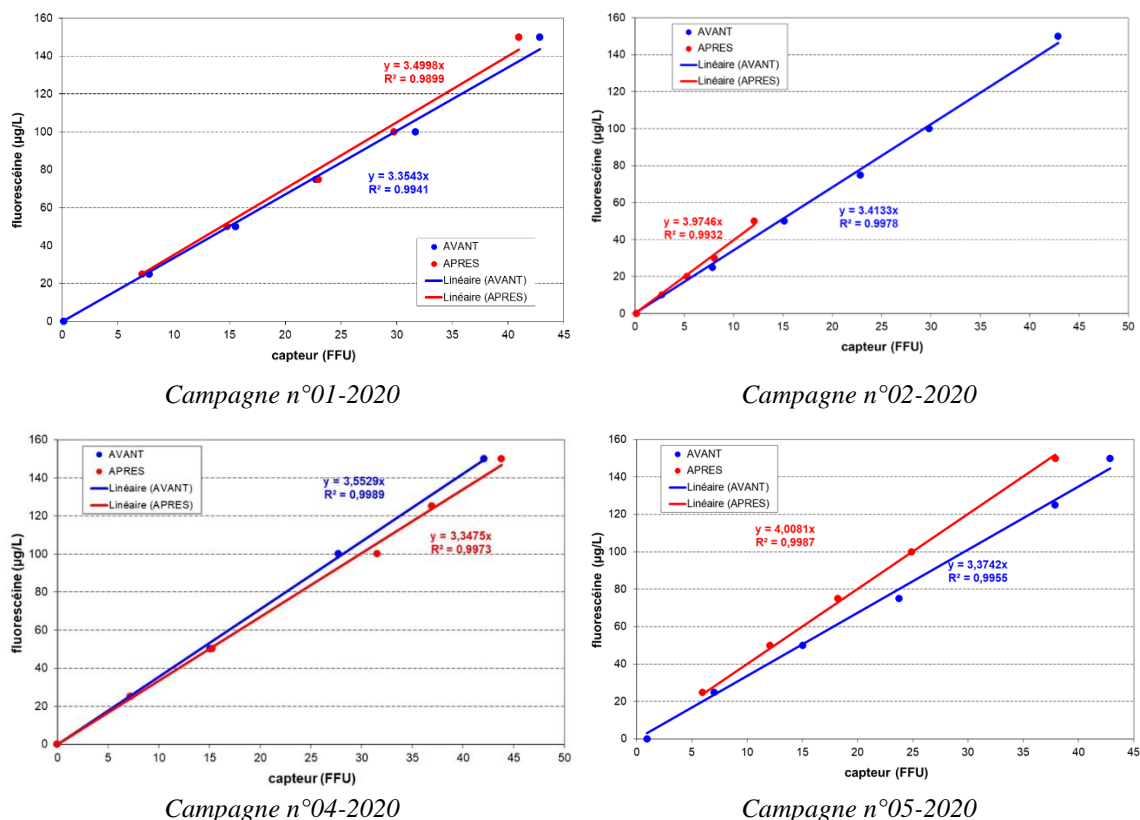 160
140
120
100
80
60
40
20
0
fluorescéine (µg/L)
y = 3.4998x
R² = 0.9899
y = 3.3543x
R² = 0.9941
AVANT
APRES
Linéaire (AVANT)
Linéaire (APRES)
0 5 10 15 20 25 30 35 40 45
capteur (FFU)
Campagne n°01-2020
160
140
120
100
80
60
40
20
0
fluorescéine (µg/L)
AVANT
APRES
Linéaire (AVANT)
Linéaire (APRES)
y = 3.9746x
R² = 0.9932
y = 3.4133x
R² = 0.9978
0 5 10 15 20 25 30 35 40 45 50
capteur (FFU)
Campagne n°02-2020
160
140
120
100
80
60
40
20
0
fluorescéine (µg/L)
AVANT
APRES
Linéaire (AVANT)
Linéaire (APRES)
y = 3,5529x
R² = 0,9989
y = 3,3475x
R² = 0,9973
0 5 10 15 20 25 30 35 40 45 50
capteur (FFU)
Campagne n°04-2020
160
140
120
100
80
60
40
20
0
fluorescéine (µg/L)
AVANT
APRES
Linéaire (AVANT)
Linéaire (APRES)
y = 4,0081x
R² = 0,9987
y = 3,3742x
R² = 0,9955
0 5 10 15 20 25 30 35 40 45
capteur (FFU)
Campagne n°05-2020